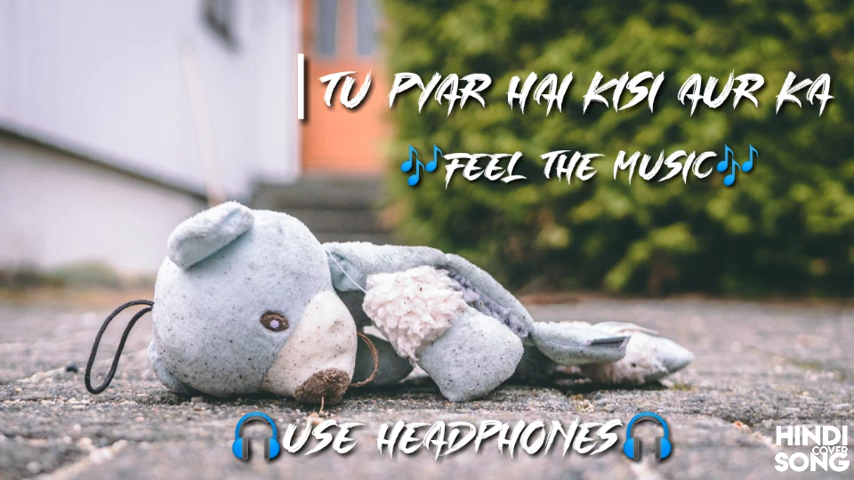 TU PYAR HAI KISI AUR KA
🎶FEEL THE MUSIC🎶
🎧USE HEADPHONES🎧
HINDI
COVER
SONG